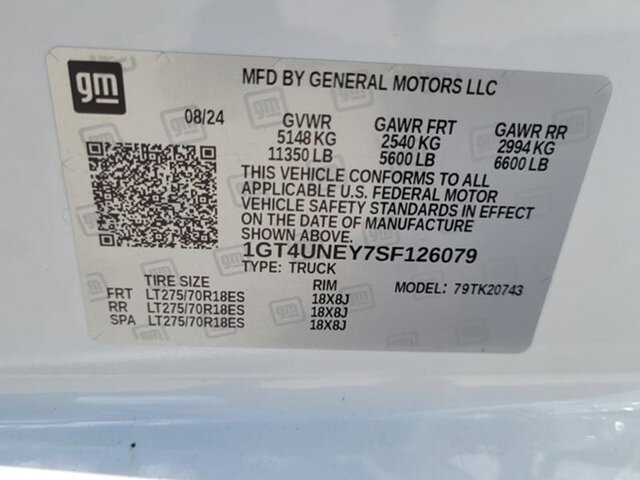 gm
MFD BY GENERAL MOTORS LLC
08/24 GVWR GAWR FRT GAWR RR
5148 KG 2540 KG 2994 KG
11350 LB 5600 LB 6600 LB
THIS VEHICLE CONFORMS TO ALL
APPLICABLE U.S. FEDERAL MOTOR
VEHICLE SAFETY STANDARDS IN EFFECT
ON THE DATE OF MANUFACTURE
SHOWN ABOVE.
1GT4UNEY7SF126079
TYPE: TRUCK
TIRE SIZE RIM MODEL: 79TK20743
FRT LT275/70R18ES 18X8J
RR LT275/70R18ES 18X8J
SPA LT275/70R18ES 18X8J